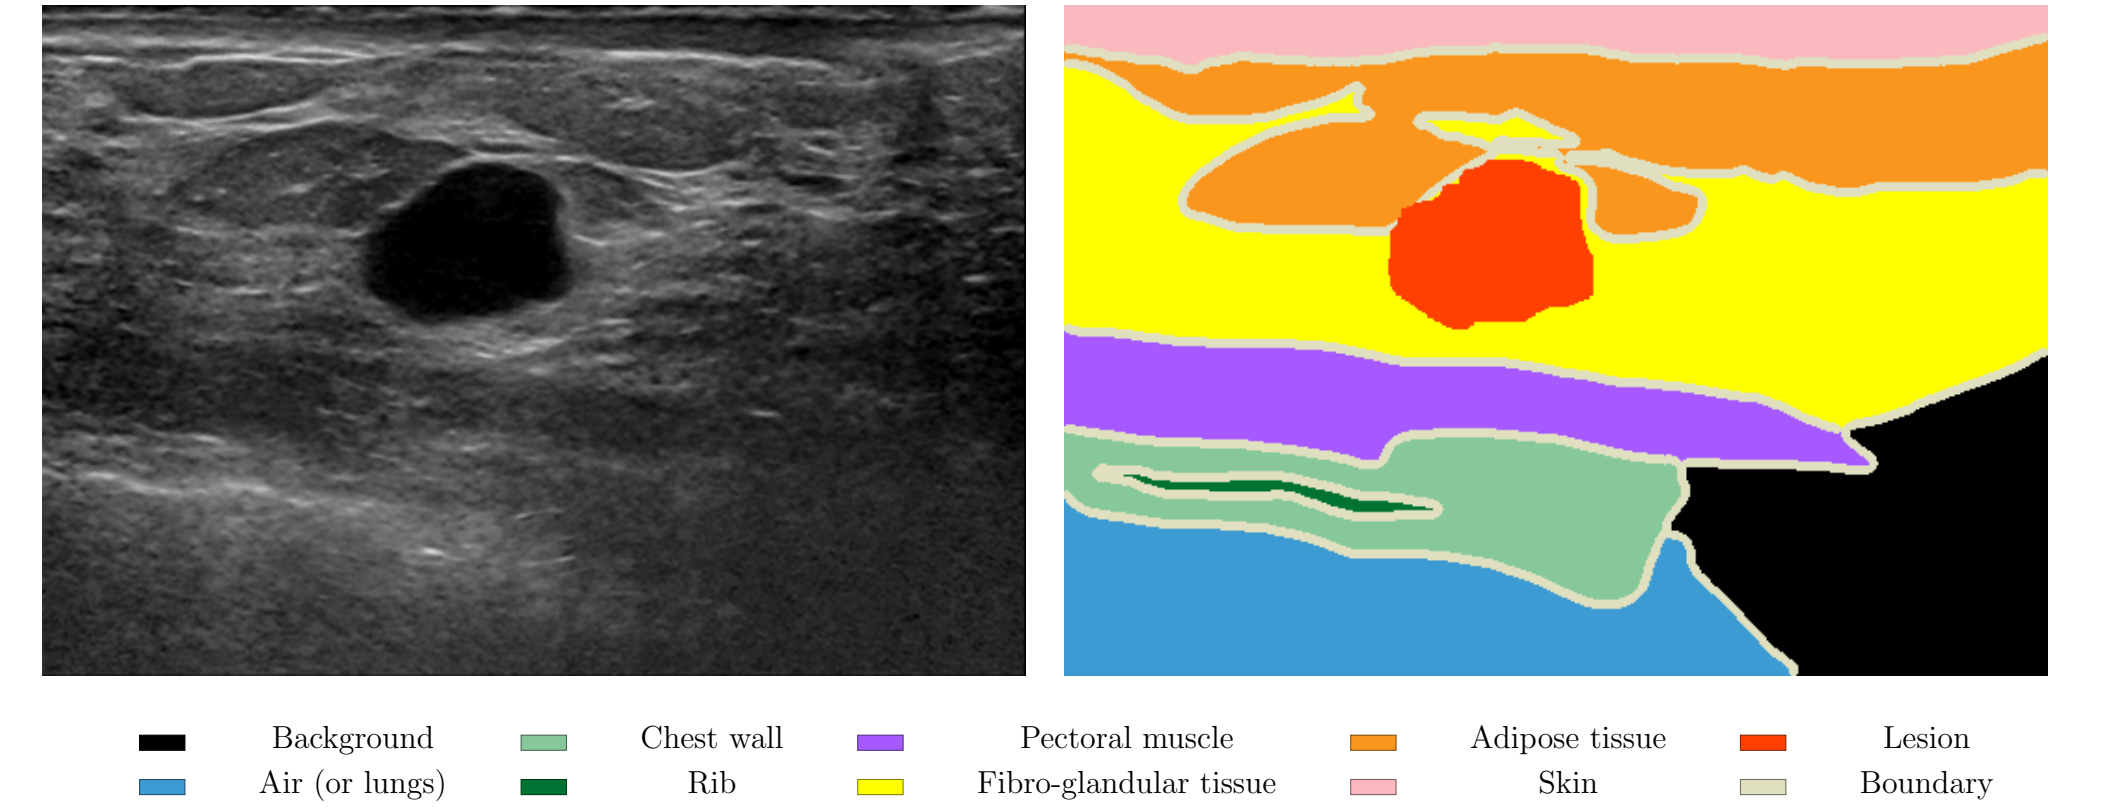 Background Chest wall Pectoral muscle Adipose tissue Lesion
Air (or lungs) Rib Fibro-glandular tissue Skin Boundary